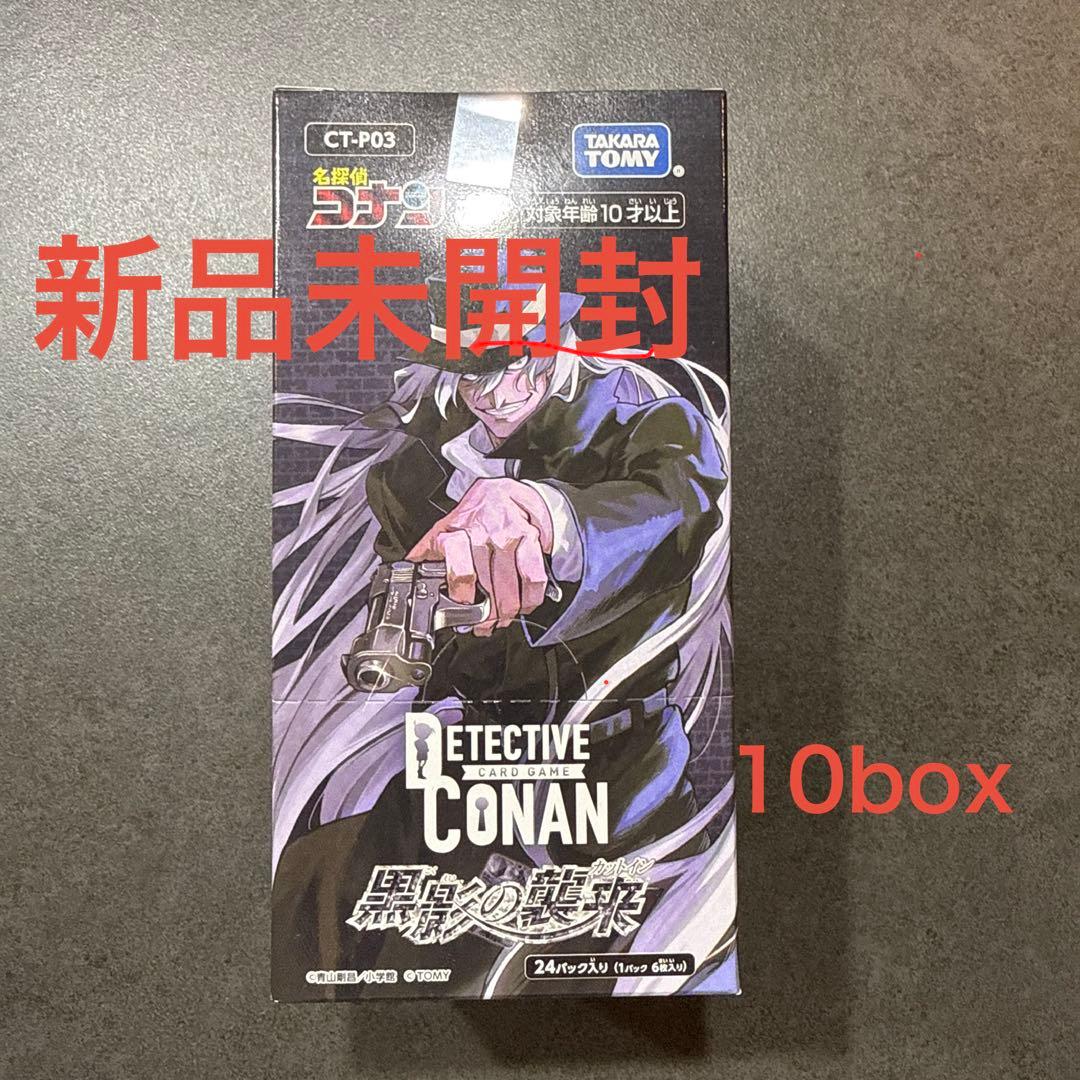 CT-P03
TAKARA
TOMY
名探偵
コナン
対象年齢10才以上
新品未開封
DETECTIVE
CARD GAME
CONAN
10box
カットイン
黒影の襲来
24パック入り (1パック 6枚入り)
©青山剛昌/小学館 © TOMY